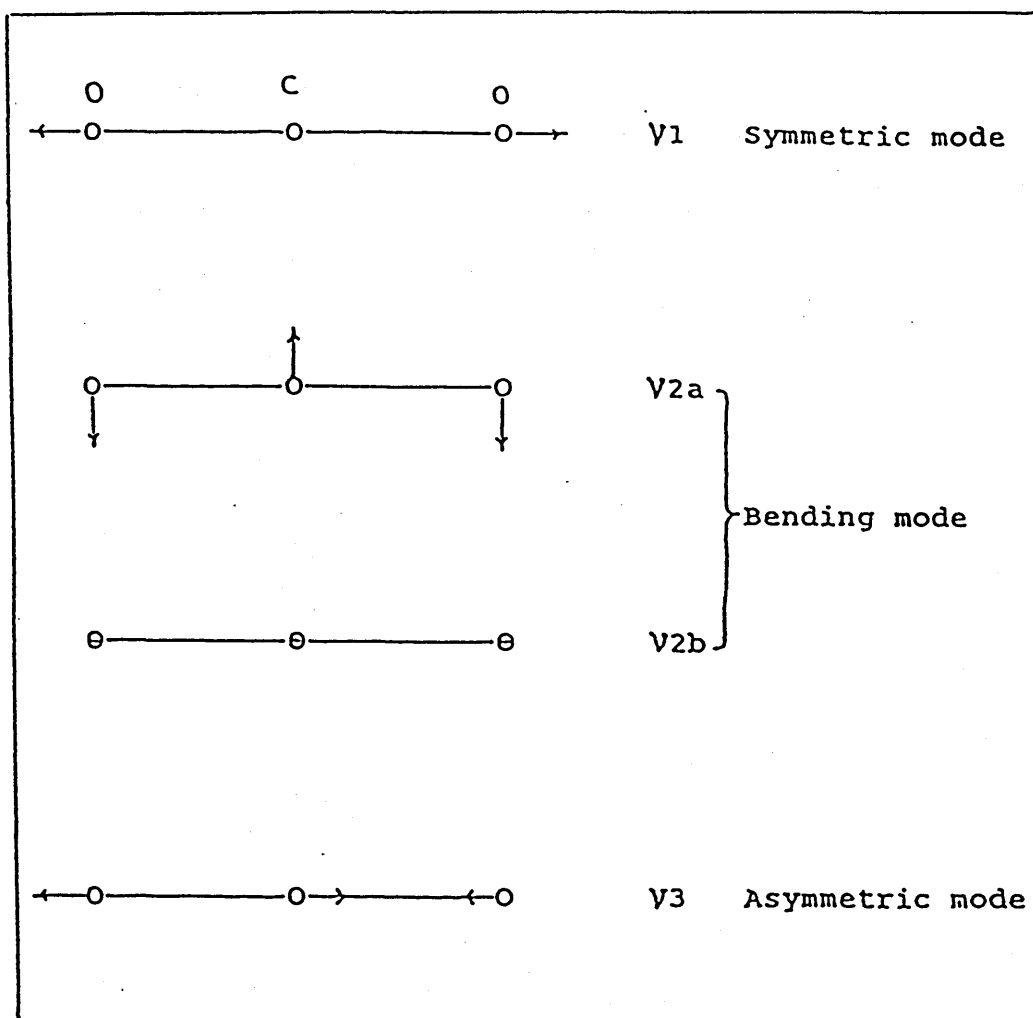 O C O
V1 Symmetric mode
V2a
Bending mode
V2b
V3 Asymmetric mode